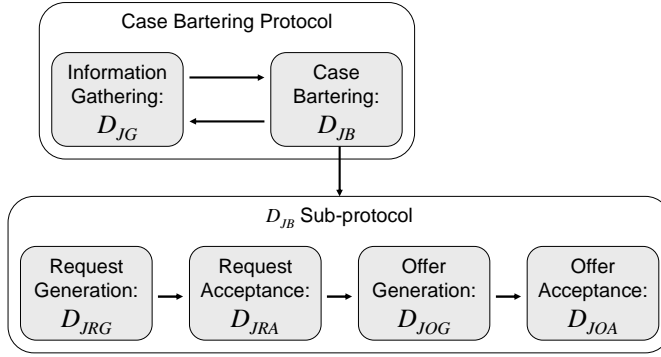 Case Bartering Protocol
Information
Gathering:
D_JG
Case
Bartering:
D_JB
D_JB Sub-protocol
Request
Generation:
D_JRG
Request
Acceptance:
D_JRA
Offer
Generation:
D_JOG
Offer
Acceptance:
D_JOA